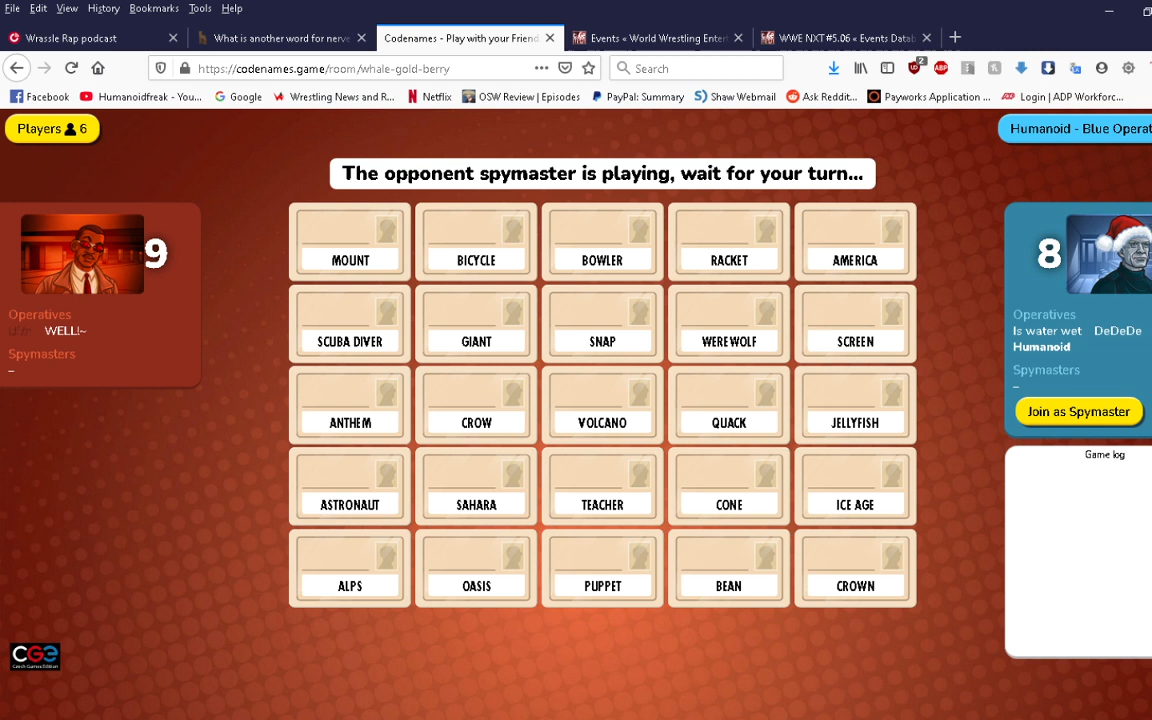 File Edit View History Bookmarks Tools Help
Wrassle Rap podcast
What is another word for nerve
Codenames - Play with your Friend
Events « World Wrestling Enter
WWE NXT #5.06 « Events Datab
https://codenames.game/room/whale-gold-berry
Search
2
Facebook Humanoidfreak - You... Google Wrestling News and R... Netflix OSW Review | Episodes PayPal: Summary Shaw Webmail Ask Reddit... Payworks Application ... Login | ADP Workforc...
Players 6
Humanoid - Blue Operat
The opponent spymaster is playing, wait for your turn...
9
Operatives
WELL!~
Spymasters
–
MOUNT BICYCLE BOWLER RACKET AMERICA
SCUBA DIVER GIANT SNAP WEREWOLF SCREEN
ANTHEM CROW VOLCANO QUACK JELLYFISH
ASTRONAUT SAHARA TEACHER CONE ICE AGE
ALPS OASIS PUPPET BEAN CROWN
8
Operatives
Is water wet DeDeDe
Humanoid
Spymasters
–
Join as Spymaster
Game log
CGE
Czech Games Edition